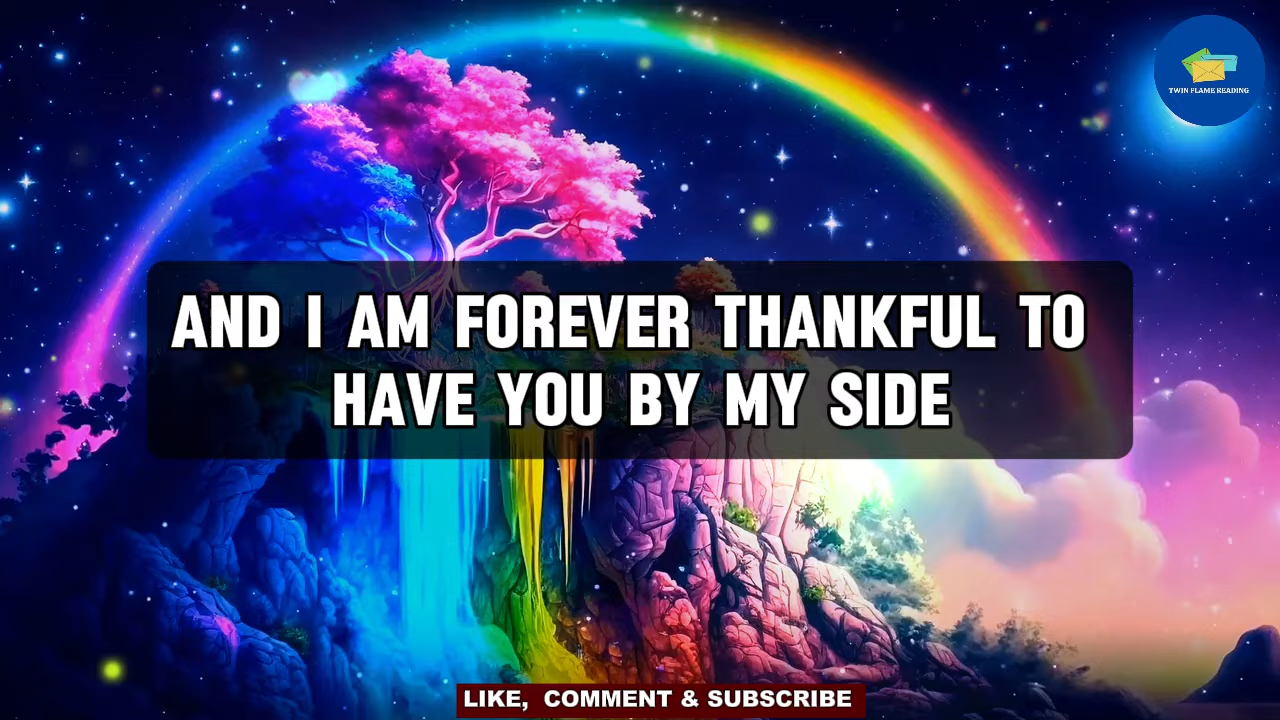 TWIN FLAME READING
AND I AM FOREVER THANKFUL TO
HAVE YOU BY MY SIDE
LIKE, COMMENT & SUBSCRIBE